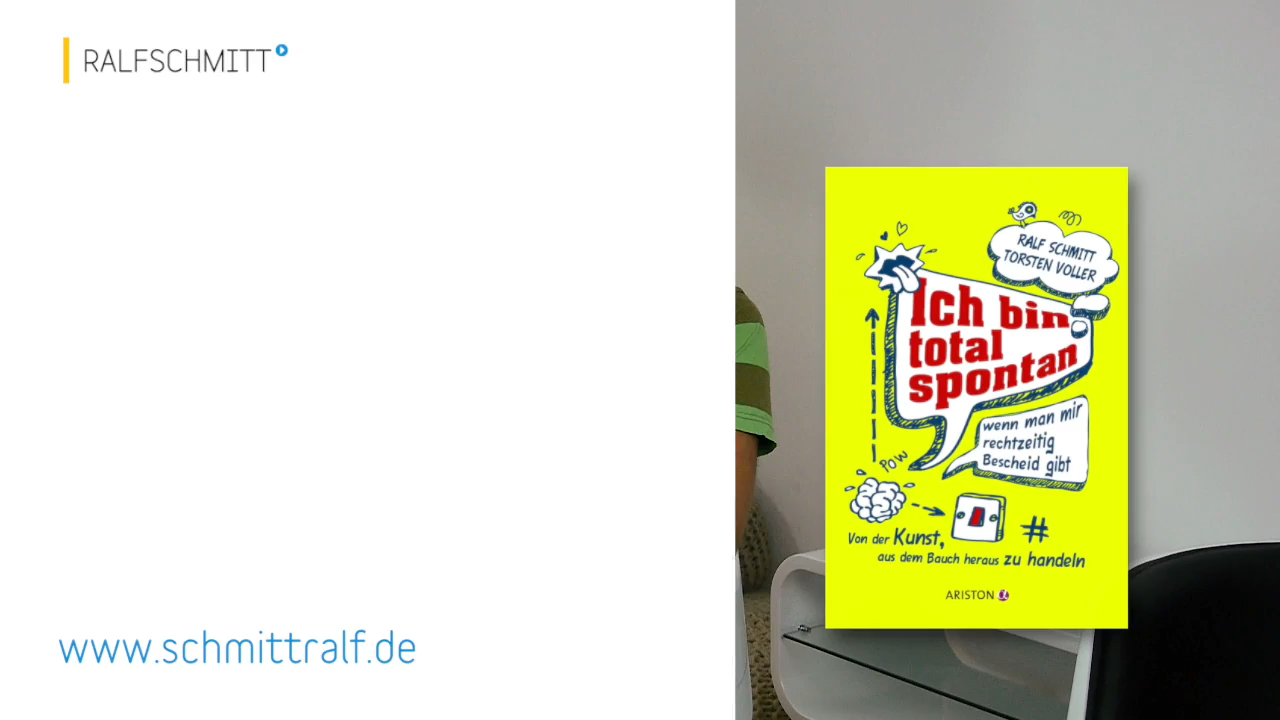 RALFSCHMITT
RALF SCHMITT
TORSTEN VOLLER
Ich bin
total
spontan
wenn man mir
rechtzeitig
Bescheid gibt
POW
#
Von der Kunst,
aus dem Bauch heraus zu handeln
ARISTON
www.schmittralf.de